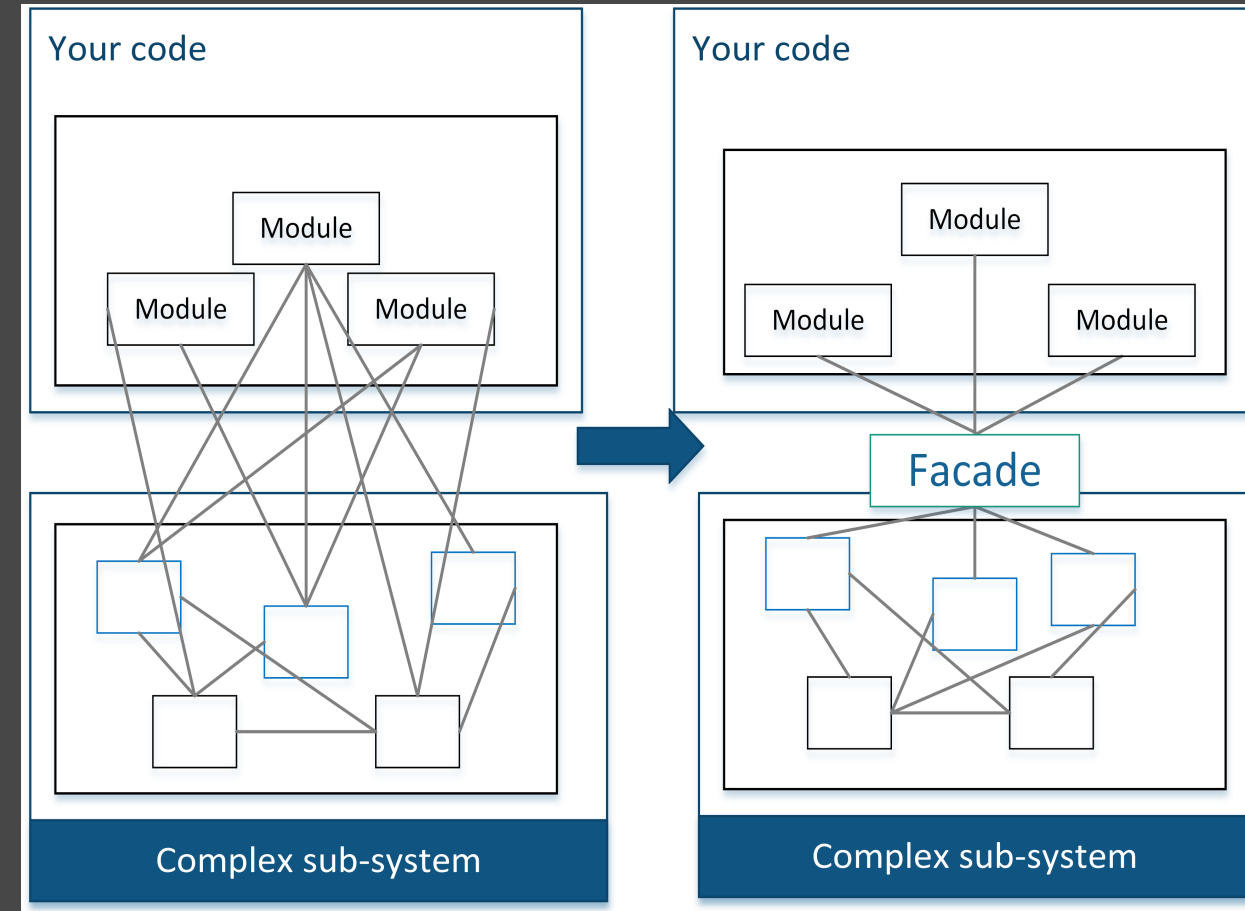 Your code
Module
Module
Module
Complex sub-system
Your code
Module
Module
Module
Facade
Complex sub-system